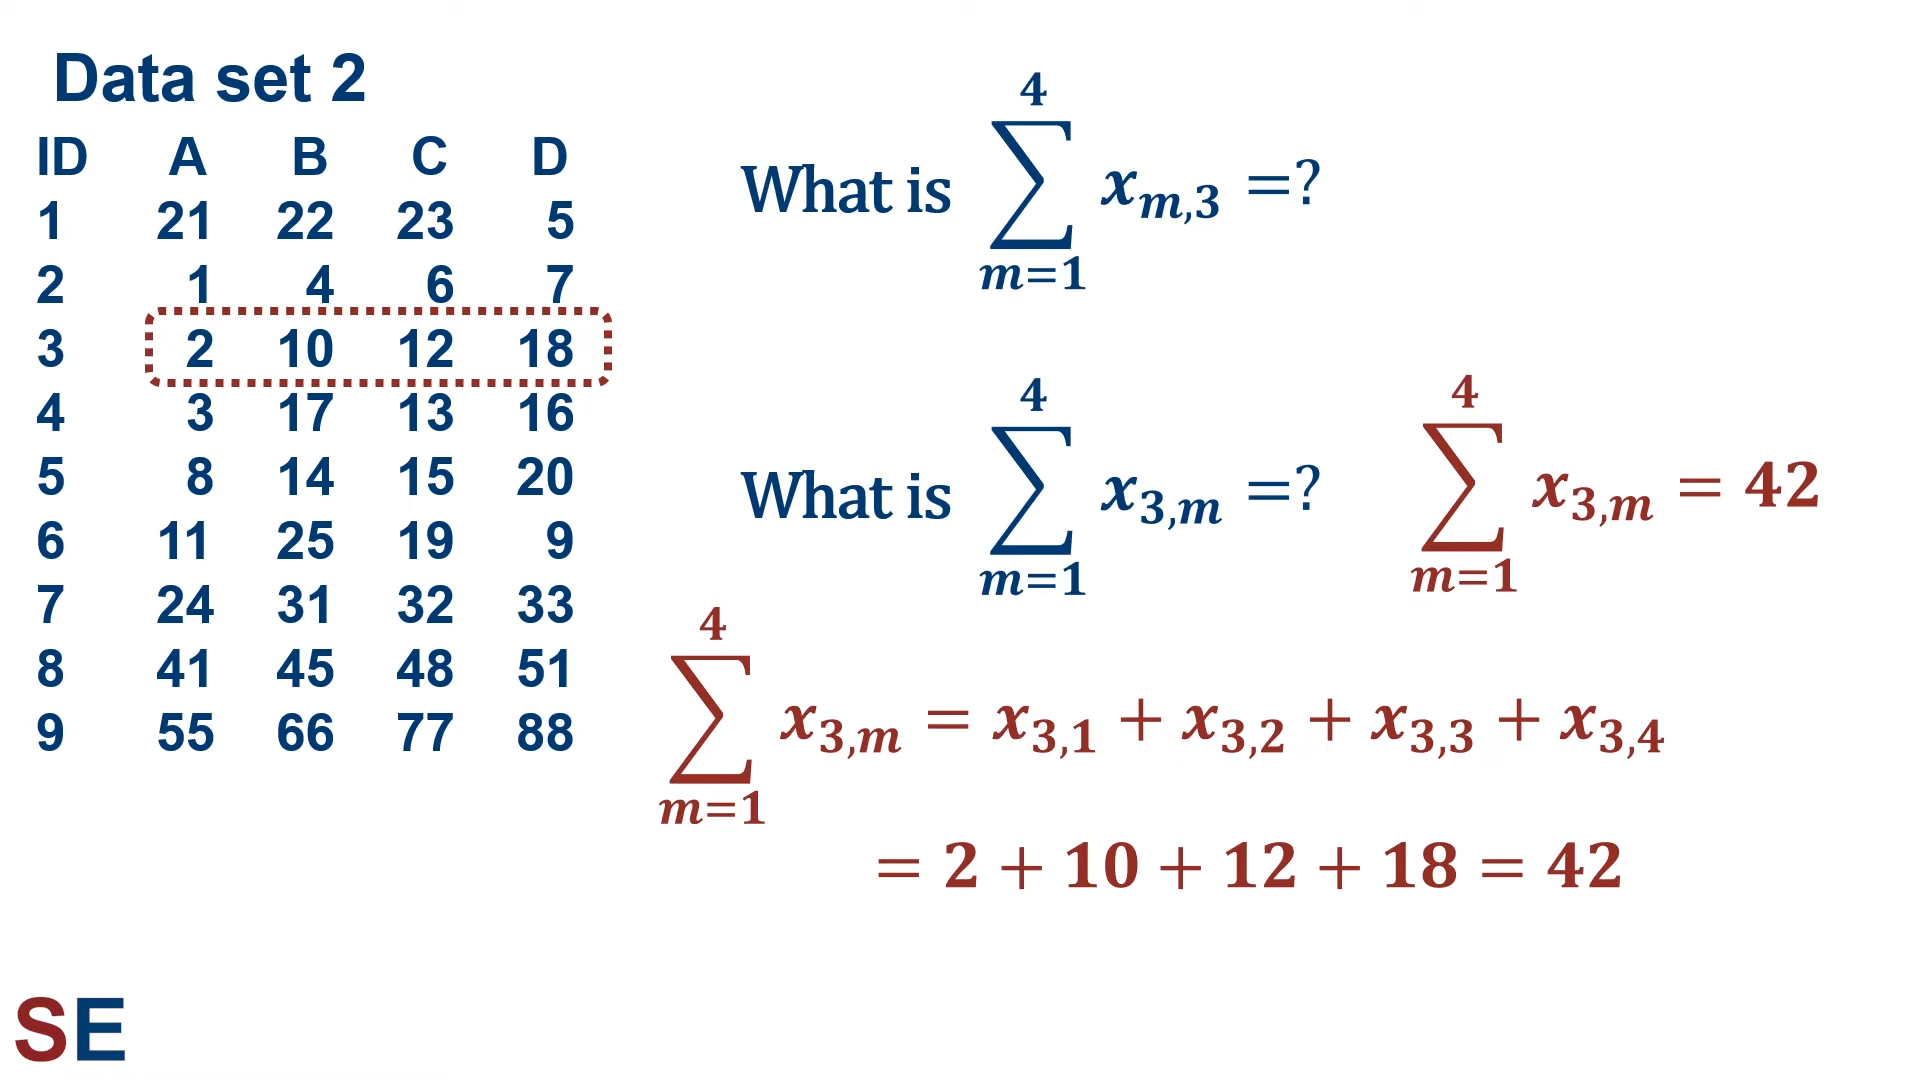 Data set 2
ID A B C D
1 21 22 23 5
2 1 4 6 7
3 2 10 12 18
4 3 17 13 16
5 8 14 15 20
6 11 25 19 9
7 24 31 32 33
8 41 45 48 51
9 55 66 77 88
What is \sum_{m=1}^{4} x_{m,3} =?
What is \sum_{m=1}^{4} x_{3,m} =?
\sum_{m=1}^{4} x_{3,m} = 42
\sum_{m=1}^{4} x_{3,m} = x_{3,1} + x_{3,2} + x_{3,3} + x_{3,4}
= 2 + 10 + 12 + 18 = 42
SE